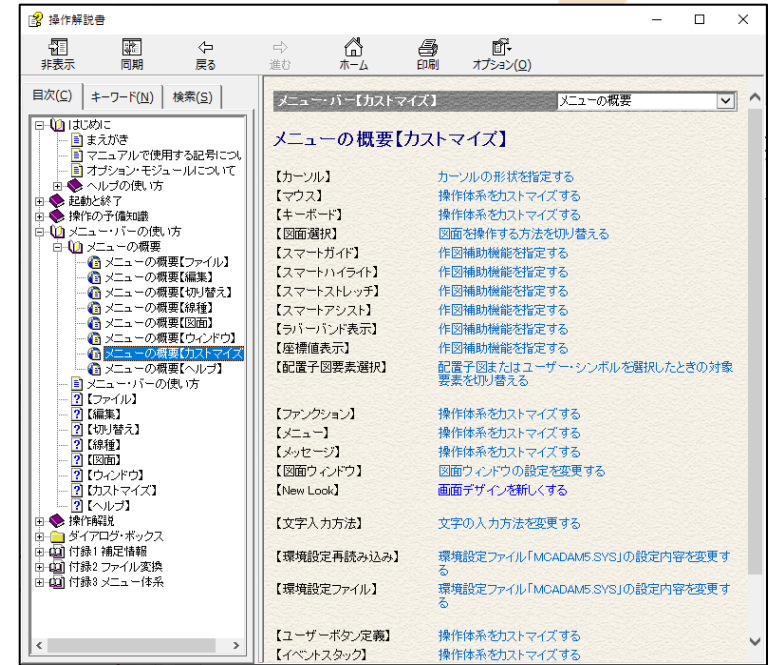 操作解説書
非表示
同期
戻る
進む
ホーム
印刷
オプション(O)
目次(C)
キーワード(N)
検索(S)
はじめに
まえがき
マニュアルで使用する記号につい
オプション・モジュールについて
ヘルプの使い方
起動と終了
操作の予備知識
メニュー・バーの使い方
メニューの概要
メニューの概要【ファイル】
メニューの概要【編集】
メニューの概要【切り替え】
メニューの概要【線種】
メニューの概要【図面】
メニューの概要【ウィンドウ】
メニューの概要【カストマイズ
メニューの概要【ヘルプ】
メニュー・バーの使い方
【ファイル】
【編集】
【切り替え】
【線種】
【図面】
【ウィンドウ】
【カストマイズ】
【ヘルプ】
操作解説
ダイアログ・ボックス
付録1 補足情報
付録2 ファイル変換
付録3 メニュー体系
メニュー・バー【カストマイズ】
メニューの概要
メニューの概要【カストマイズ】
【カーソル】 カーソルの形状を指定する
【マウス】 操作体系をカストマイズする
【キーボード】 操作体系をカストマイズする
【図面選択】 図面を操作する方法を切り替える
【スマートガイド】 作図補助機能を指定する
【スマートハイライト】 作図補助機能を指定する
【スマートストレッチ】 作図補助機能を指定する
【スマートアシスト】 作図補助機能を指定する
【ラバーバンド表示】 作図補助機能を指定する
【座標値表示】 作図補助機能を指定する
【配置子図要素選択】 配置子図またはユーザー・シンボルを選択したときの対象
要素を切り替える
【ファンクション】 操作体系をカストマイズする
【メニュー】 操作体系をカストマイズする
【メッセージ】 操作体系をカストマイズする
【図面ウィンドウ】 図面ウィンドウの設定を変更する
【New Look】 画面デザインを新しくする
【文字入力方法】 文字の入力方法を変更する
【環境設定再読み込み】 環境設定ファイル「MCADAM5.SYS」の設定内容を変更す
る
【環境設定ファイル】 環境設定ファイル「MCADAM5.SYS」の設定内容を変更す
る
【ユーザーボタン定義】 操作体系をカストマイズする
【イベントスタック】 操作体系をカストマイズする